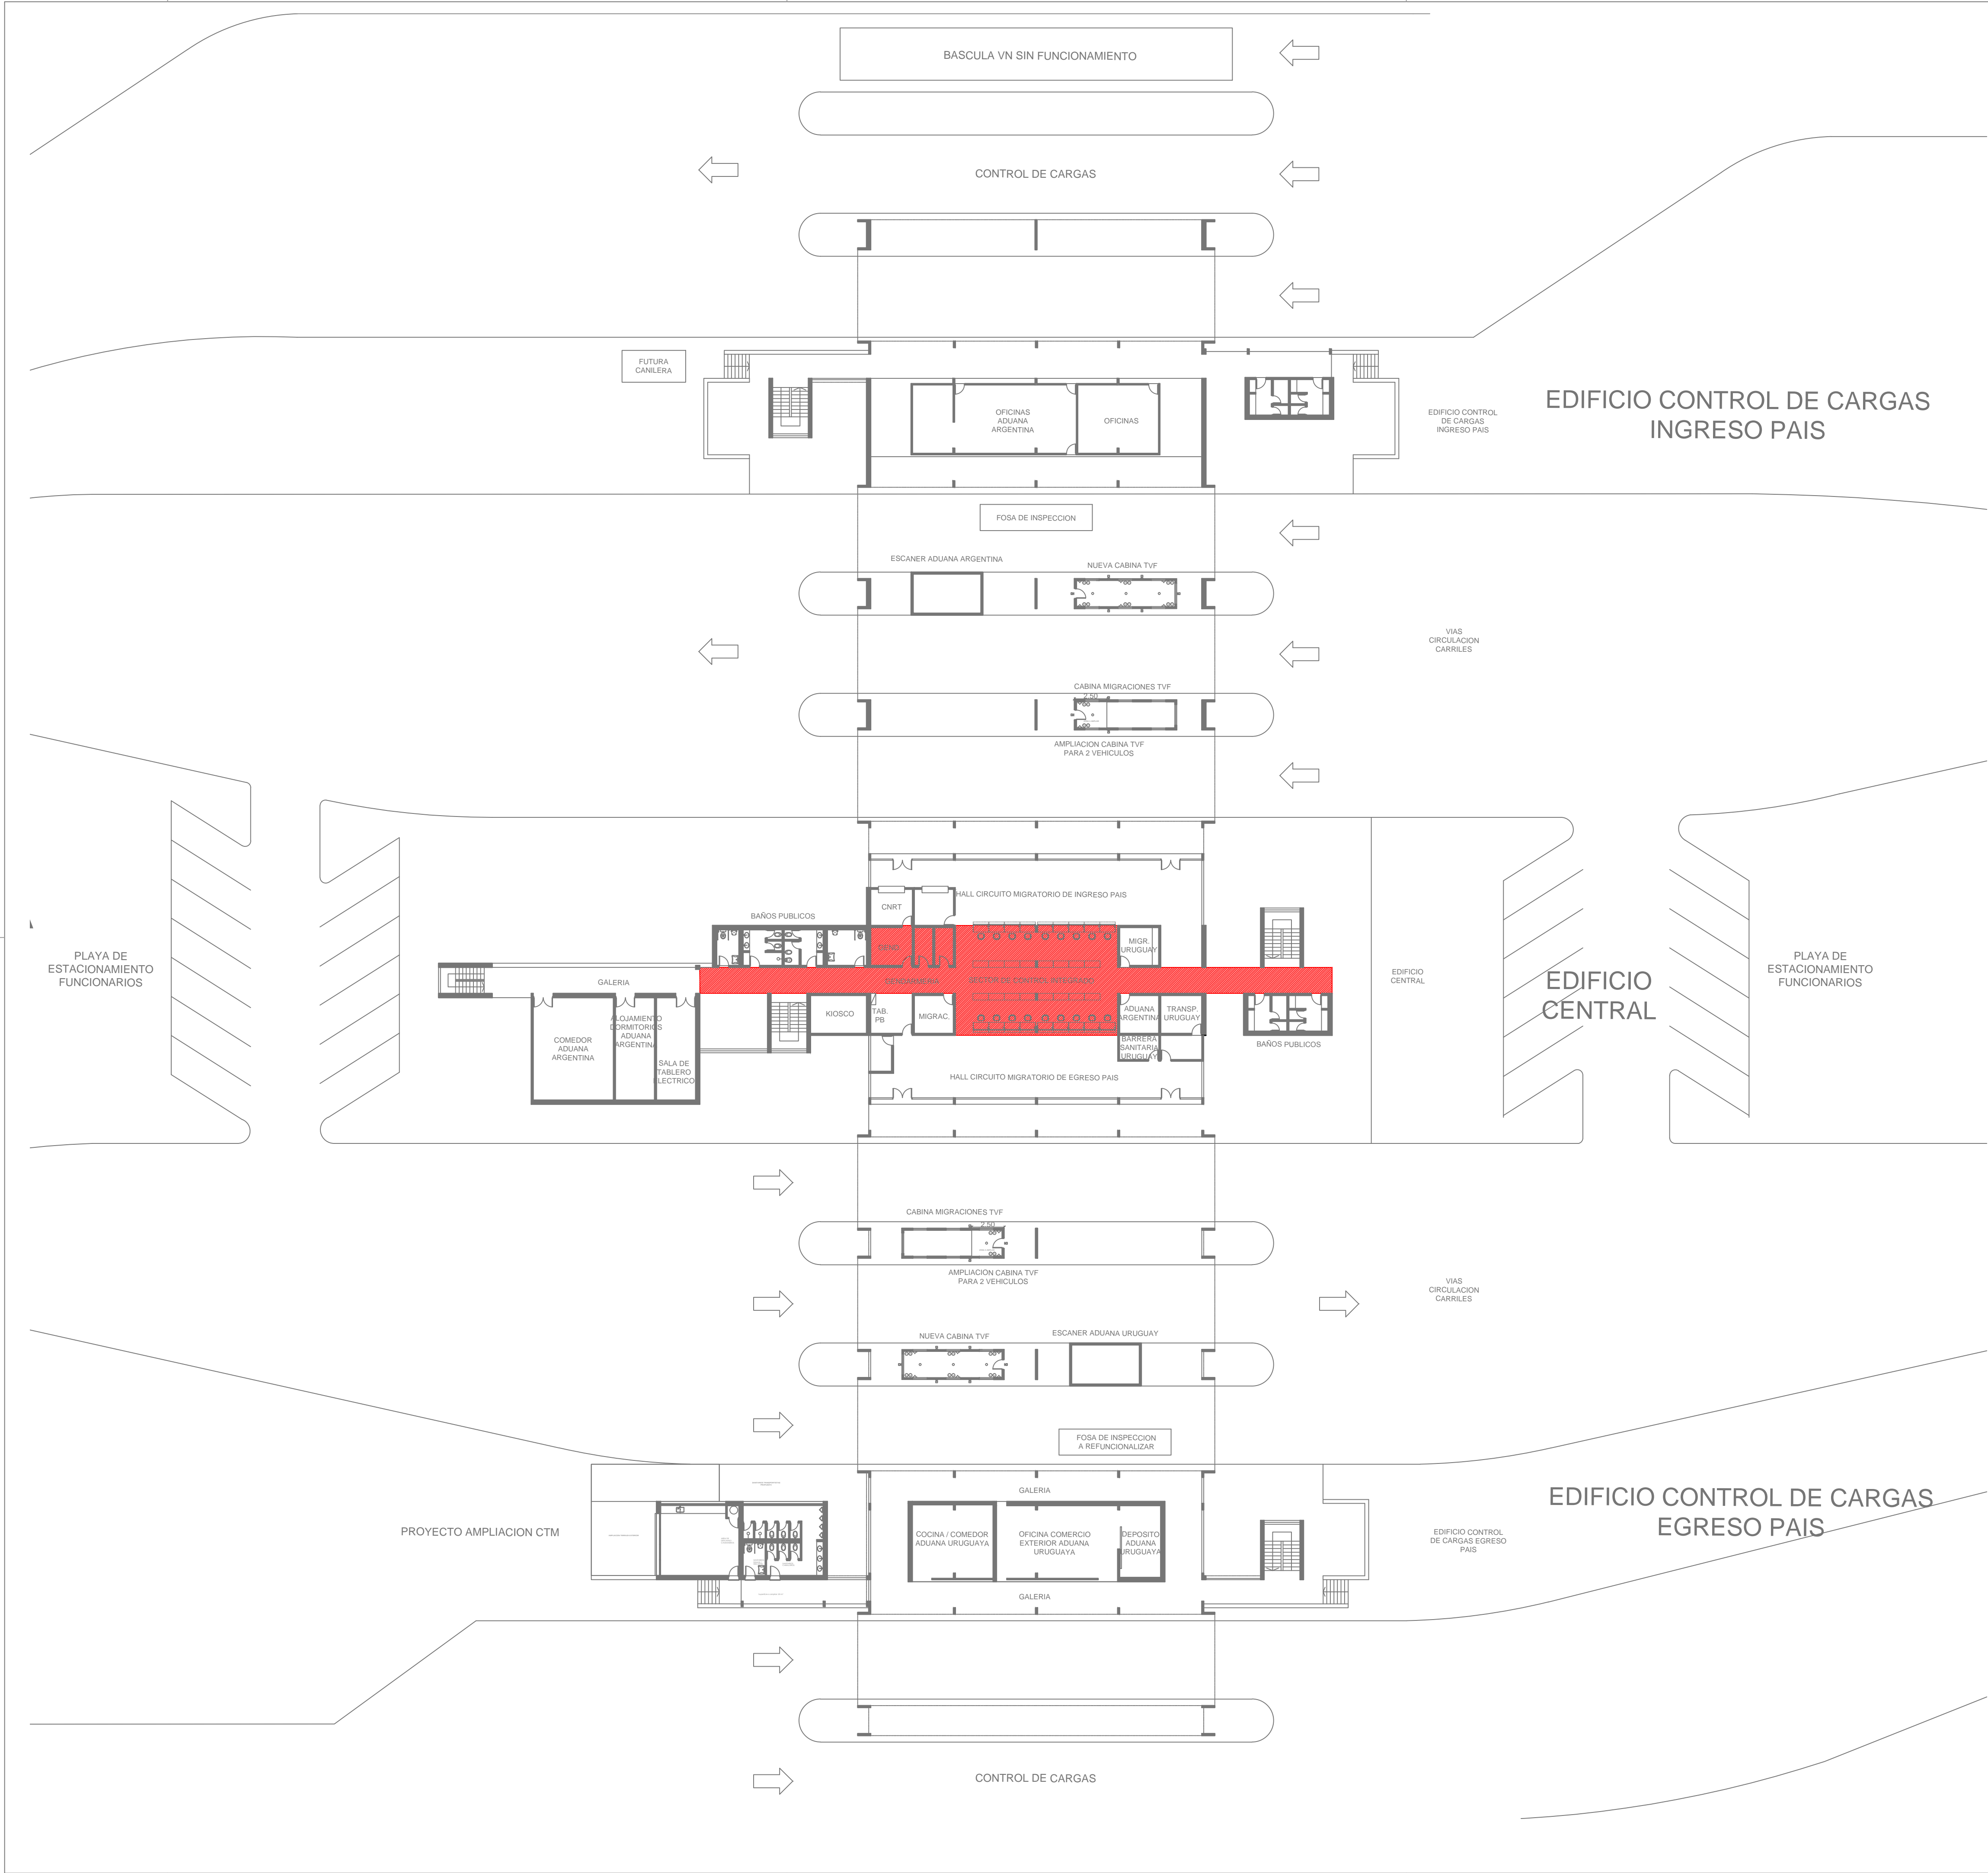 BASCULA VN SIN FUNCIONAMIENTO
CONTROL DE CARGAS
FUTURA
CANILERA
OFICINAS
ADUANA
ARGENTINA
OFICINAS
EDIFICIO CONTROL
DE CARGAS
INGRESO PAIS
EDIFICIO CONTROL DE CARGAS
INGRESO PAIS
FOSA DE INSPECCION
ESCANER ADUANA ARGENTINA
NUEVA CABINA TVF
VIAS
CIRCULACION
CARRILES
CABINA MIGRACIONES TVF
2.50
AMPLIACION CABINA TVF
PARA 2 VEHICULOS
HALL CIRCUITO MIGRATORIO DE INGRESO PAIS
CNRT
BAÑOS PUBLICOS
MIGR.
URUGUAY
PLAYA DE
ESTACIONAMIENTO
FUNCIONARIOS
GALERIA
SECTOR DE CONTROL INTEGRADO
EDIFICIO
CENTRAL
EDIFICIO
CENTRAL
PLAYA DE
ESTACIONAMIENTO
FUNCIONARIOS
KIOSCO
TAB.
PB
MIGRAC.
ADUANA
ARGENTINA
TRANSP.
URUGUAY
ALOJAMIENTO
DORMITORIOS
ADUANA
ARGENTINA
COMEDOR
ADUANA
ARGENTINA
SALA DE
TABLERO
ELECTRICO
BARRERA
SANITARIA
URUGUAY
BAÑOS PUBLICOS
HALL CIRCUITO MIGRATORIO DE EGRESO PAIS
CABINA MIGRACIONES TVF
2.50
AMPLIACION CABINA TVF
PARA 2 VEHICULOS
VIAS
CIRCULACION
CARRILES
NUEVA CABINA TVF
ESCANER ADUANA URUGUAY
FOSA DE INSPECCION
A REFUNCIONALIZAR
GALERIA
PROYECTO AMPLIACION CTM
COCINA / COMEDOR
ADUANA URUGUAYA
OFICINA COMERCIO
EXTERIOR ADUANA
URUGUAYA
DEPOSITO
ADUANA
URUGUAYA
EDIFICIO CONTROL
DE CARGAS EGRESO
PAIS
EDIFICIO CONTROL DE CARGAS
EGRESO PAIS
GALERIA
CONTROL DE CARGAS